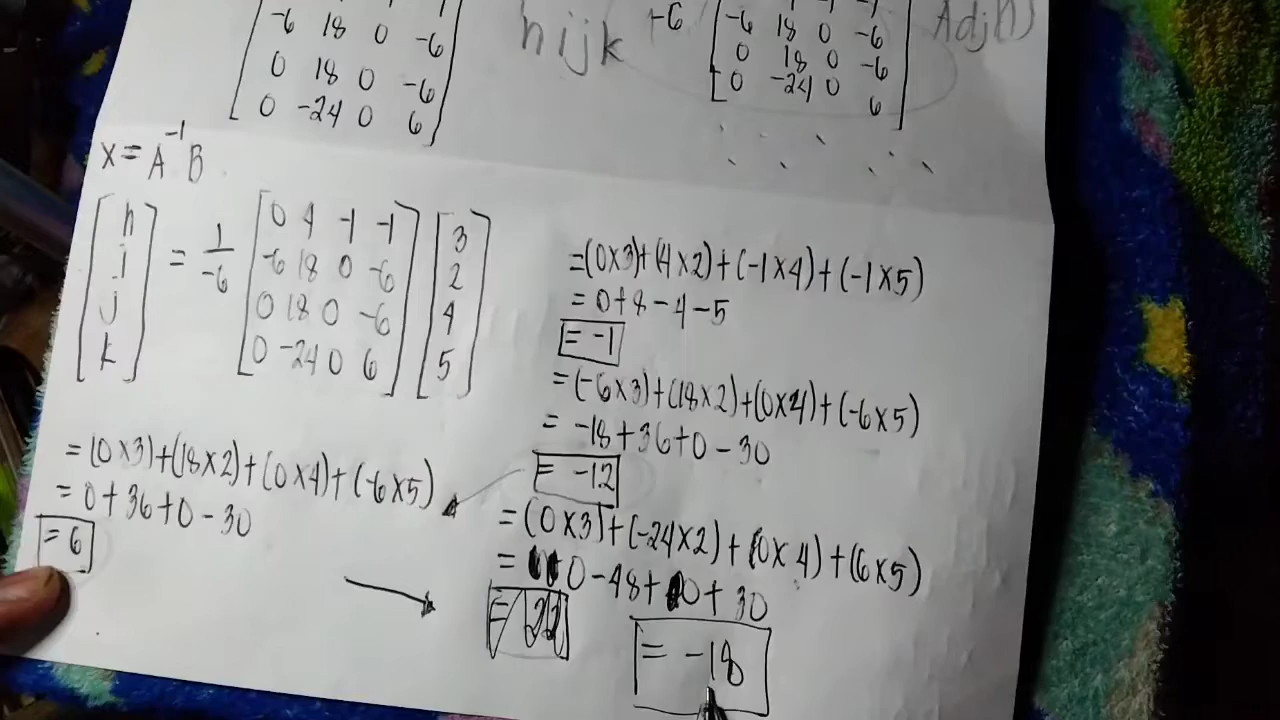 -6 18 0 -6
0 18 0 -6
0 -24 0 6
hijk
-6 18 0 -6
0 18 0 -6
0 -24 0 6
x = A⁻¹ B
h
i
j
k
= 1/-6
0 4 -1 -1
-6 18 0 -6
0 18 0 -6
0 -24 0 6
3
2
4
5
=(0x3)+(4x2)+(-1x4)+(-1x5)
= 0+8-4-5
= -1
=(-6x3)+(18x2)+(0x4)+(-6x5)
= -18+36+0-30
= -12
=(0x3)+(18x2)+(0x4)+(-6x5)
= 0+36+0-30
= 6
=(0x3)+(-24x2)+(0x4)+(6x5)
= 0-48+0+30
= -18